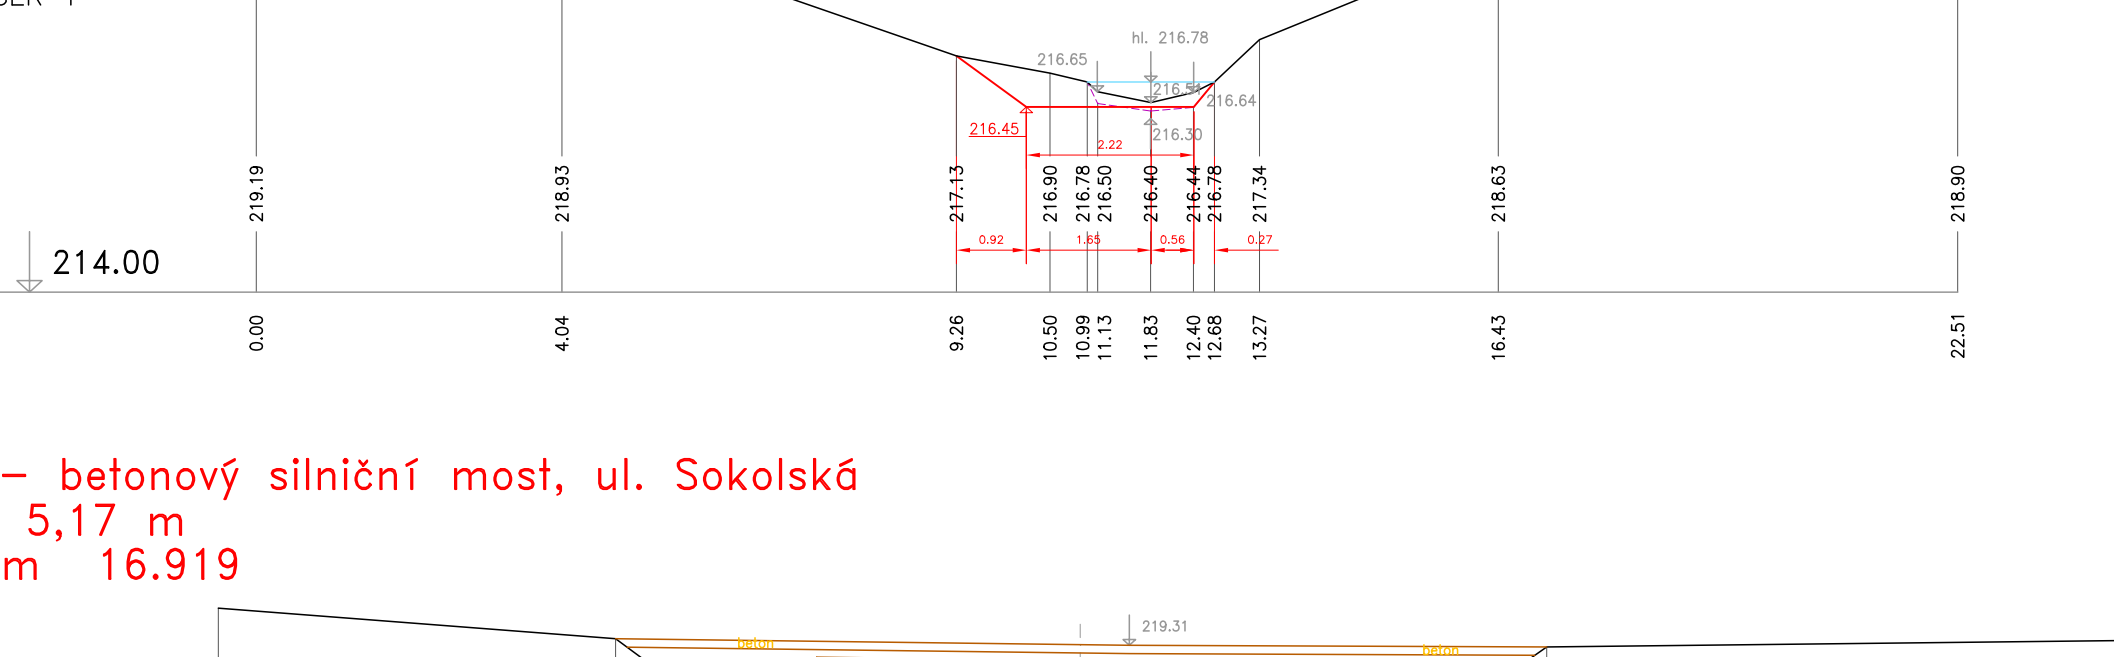 hl. 216.78
216.65
216.51
216.64
216.45
216.30
2.22
219.19 218.93 217.13 216.90 216.78 216.50 216.40 216.44 216.78 217.34 218.63 218.90
0.92 1.65 0.56 0.27
214.00
0.00 4.04 9.26 10.50 10.99 11.13 11.83 12.40 12.68 13.27 16.43 22.51
– betonový silniční most, ul. Sokolská
5,17 m
m 16.919
219.31
beton
beton